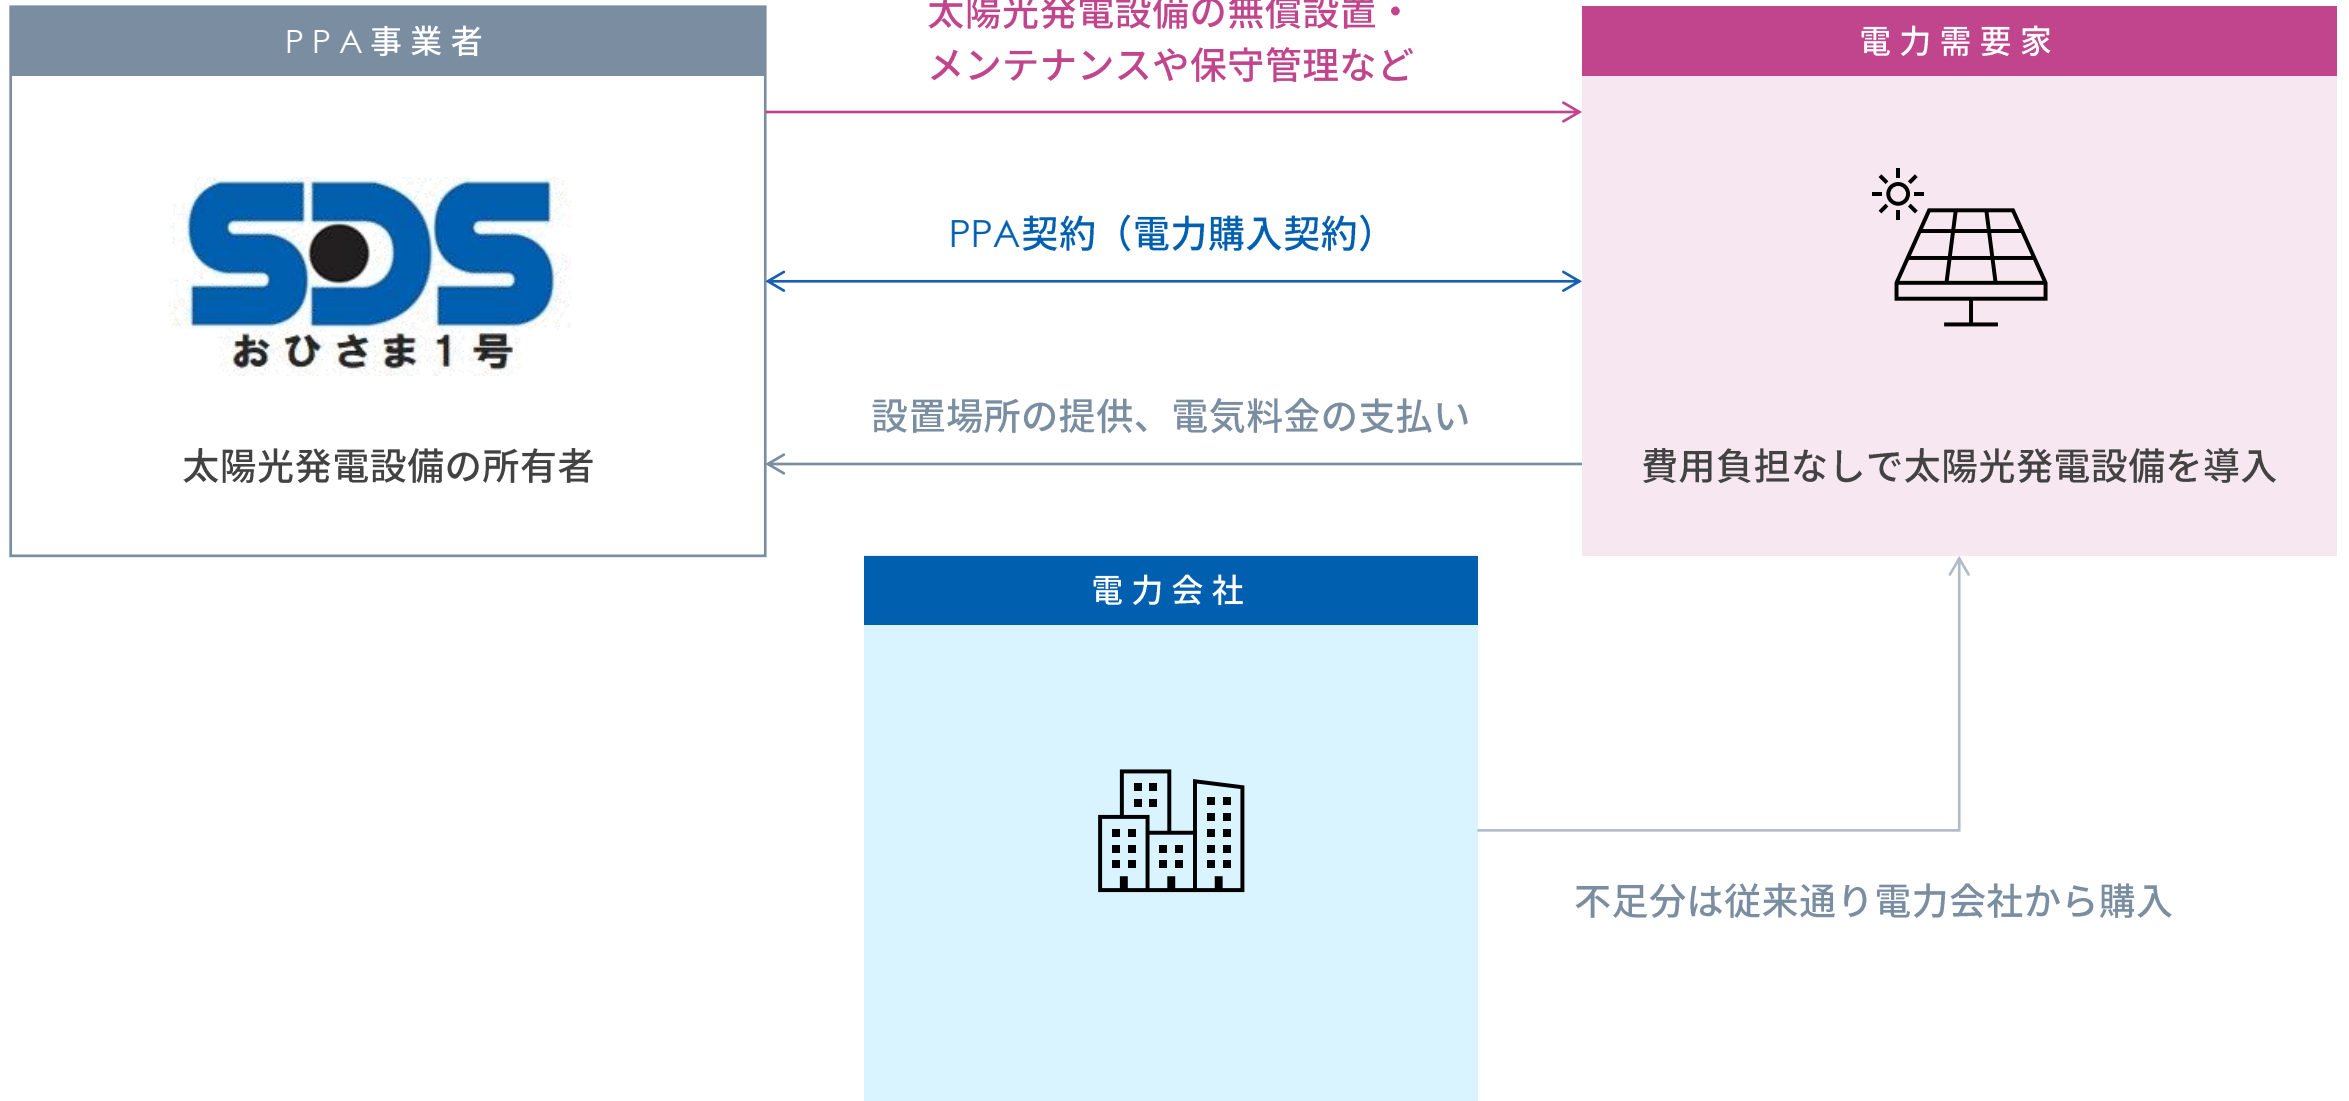 PPA事業者
太陽光発電設備の無償設置・
メンテナンスや保守管理など
電力需要家
SDS
おひさま1号
PPA契約（電力購入契約）
設置場所の提供、電気料金の支払い
太陽光発電設備の所有者
費用負担なしで太陽光発電設備を導入
電力会社
不足分は従来通り電力会社から購入